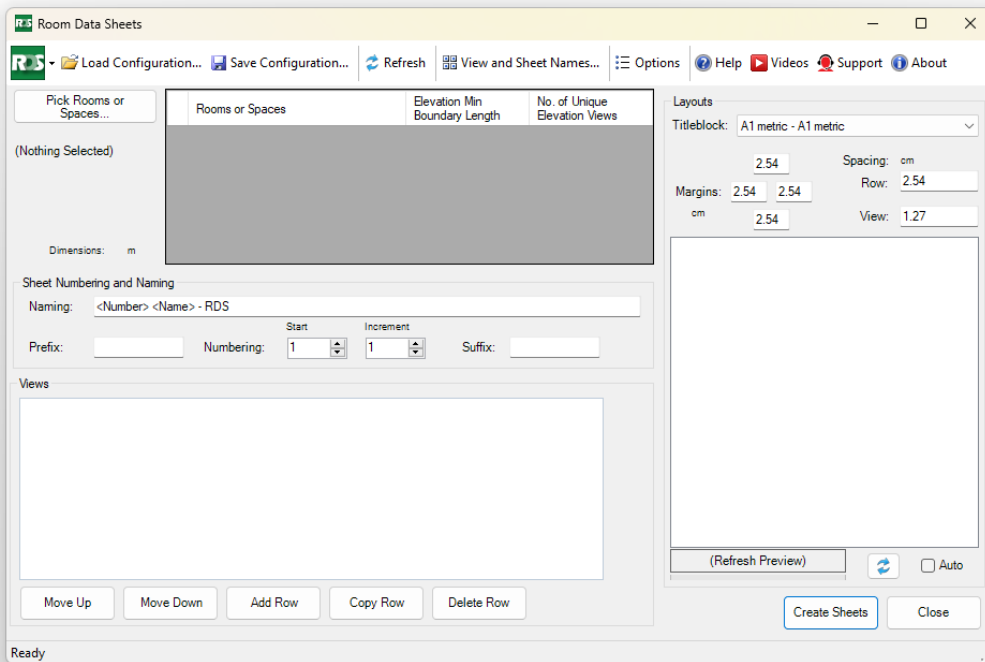 RDS Room Data Sheets
RDS Load Configuration... Save Configuration... Refresh View and Sheet Names... Options Help Videos Support About
Pick Rooms or
Spaces...
(Nothing Selected)
Dimensions: m
Rooms or Spaces
Elevation Min
Boundary Length
No. of Unique
Elevation Views
Layouts
Titleblock: A1 metric - A1 metric
Margins: 2.54 2.54 2.54 2.54
cm
Spacing: cm
Row: 2.54
View: 1.27
Sheet Numbering and Naming
Naming: <Number> <Name> - RDS
Start Increment
Prefix: Numbering: 1 1 Suffix:
Views
Move Up Move Down Add Row Copy Row Delete Row
(Refresh Preview) Auto
Create Sheets Close
Ready